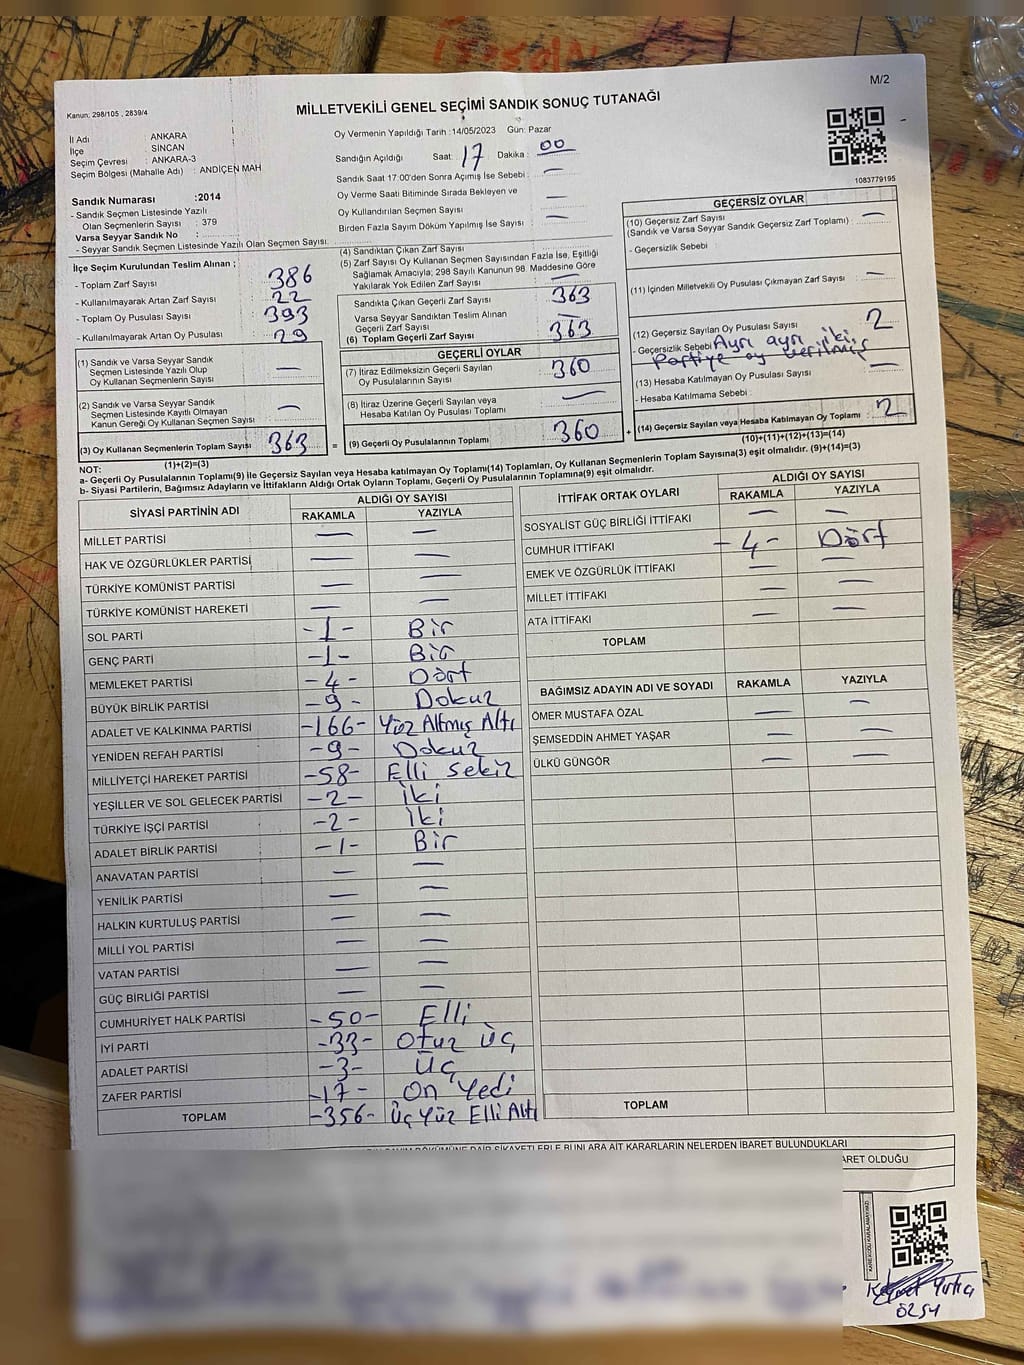 M/2
Kanun: 298/105 , 2839/4
MİLLETVEKİLİ GENEL SEÇİMİ SANDIK SONUÇ TUTANAĞI
İl Adı : ANKARA
İlçe : SİNCAN
Seçim Çevresi : ANKARA-3
Seçim Bölgesi (Mahalle Adı) : ANDİÇEN MAH
Sandık Numarası :2014
- Sandık Seçmen Listesinde Yazılı
Olan Seçmenlerin Sayısı : 379
Varsa Seyyar Sandık No :
- Seyyar Sandık Seçmen Listesinde Yazılı Olan Seçmen Sayısı:
Oy Vermenin Yapıldığı Tarih :14/05/2023 Gün: Pazar
Sandığın Açıldığı Saat: 17 Dakika : 00
Sandık Saat 17:00'den Sonra Açımış İse Sebebi : —
Oy Verme Saati Bitiminde Sırada Bekleyen ve
Oy Kullandırılan Seçmen Sayısı —
Birden Fazla Sayım Döküm Yapılmış İse Sayısı : —
1083779195
İlçe Seçim Kurulundan Teslim Alınan ;
- Toplam Zarf Sayısı : 386
- Kullanılmayarak Artan Zarf Sayısı : 22
- Toplam Oy Pusulası Sayısı : 393
- Kullanılmayarak Artan Oy Pusulası : 29
(1) Sandık ve Varsa Seyyar Sandık
Seçmen Listesinde Yazılı Olup
Oy Kullanan Seçmenlerin Sayısı : —
(2) Sandık ve Varsa Seyyar Sandık
Seçmen Listesinde Kayıtlı Olmayan
Kanun Gereği Oy Kullanan Seçmen Sayısı : —
(3) Oy Kullanan Seçmenlerin Toplam Sayısı : 363
(1)+(2)=(3)
(4) Sandıktan Çıkan Zarf Sayısı
(5) Zarf Sayısı Oy Kullanan Seçmen Sayısından Fazla İse, Eşitliği
Sağlamak Amacıyla; 298 Sayılı Kanunun 98. Maddesine Göre
Yakılarak Yok Edilen Zarf Sayısı : —
Sandıkta Çıkan Geçerli Zarf Sayısı : 363
Varsa Seyyar Sandıktan Teslim Alınan
Geçerli Zarf Sayısı : —
(6) Toplam Geçerli Zarf Sayısı : 363
GEÇERLİ OYLAR
(7) İtiraz Edilmeksizin Geçerli Sayılan
Oy Pusulalarının Sayısı : 360
(8) İtiraz Üzerine Geçerli Sayılan veya
Hesaba Katılan Oy Pusulası Toplamı : —
= (9) Geçerli Oy Pusulalarının Toplamı : 360
GEÇERSİZ OYLAR
(10) Geçersiz Zarf Sayısı —
(Sandık ve Varsa Seyyar Sandık Geçersiz Zarf Toplamı) :
- Geçersizlik Sebebi :
(11) İçinden Milletvekili Oy Pusulası Çıkmayan Zarf Sayısı : —
(12) Geçersiz Sayılan Oy Pusulası Sayısı : 2
- Geçersizlik Sebebi Ayrı ayrı iki
Partiye oy verilmiş
(13) Hesaba Katılmayan Oy Pusulası Sayısı : —
- Hesaba Katılmama Sebebi :
+ (14) Geçersiz Sayılan veya Hesaba Katılmayan Oy Toplamı : 2
(10)+(11)+(12)+(13)=(14)
NOT:
a- Geçerli Oy Pusulalarının Toplamı(9) İle Geçersiz Sayılan veya Hesaba katılmayan Oy Toplamı(14) Toplamları, Oy Kullanan Seçmenlerin Toplam Sayısına(3) eşit olmalıdır. (9)+(14)=(3)
b- Siyasi Partilerin, Bağımsız Adayların ve İttifakların Aldığı Ortak Oyların Toplamı, Geçerli Oy Pusulalarının Toplamına(9) eşit olmalıdır.
SİYASİ PARTİNİN ADI ALDIĞI OY SAYISI
RAKAMLA YAZIYLA
MİLLET PARTİSİ — —
HAK VE ÖZGÜRLÜKLER PARTİSİ — —
TÜRKİYE KOMÜNİST PARTİSİ — —
TÜRKİYE KOMÜNİST HAREKETİ — —
SOL PARTİ -1- Bir
GENÇ PARTİ -1- Bir
MEMLEKET PARTİSİ -4- Dört
BÜYÜK BİRLİK PARTİSİ -9- Dokuz
ADALET VE KALKINMA PARTİSİ -166- Yüz Altmış Altı
YENİDEN REFAH PARTİSİ -9- Dokuz
MİLLİYETÇİ HAREKET PARTİSİ -58- Elli Sekiz
YEŞİLLER VE SOL GELECEK PARTİSİ -2- İki
TÜRKİYE İŞÇİ PARTİSİ -2- İki
ADALET BİRLİK PARTİSİ -1- Bir
ANAVATAN PARTİSİ — —
YENİLİK PARTİSİ — —
HALKIN KURTULUŞ PARTİSİ — —
MİLLİ YOL PARTİSİ — —
VATAN PARTİSİ — —
GÜÇ BİRLİĞİ PARTİSİ — —
CUMHURİYET HALK PARTİSİ -50- Elli
İYİ PARTİ -33- Otuz Üç
ADALET PARTİSİ -3- Üç
ZAFER PARTİSİ -17- On Yedi
TOPLAM -356- Üç Yüz Elli Altı
İTTİFAK ORTAK OYLARI ALDIĞI OY SAYISI
RAKAMLA YAZIYLA
SOSYALİST GÜÇ BİRLİĞİ İTTİFAKI — —
CUMHUR İTTİFAKI -4- Dört
EMEK VE ÖZGÜRLÜK İTTİFAKI — —
MİLLET İTTİFAKI — —
ATA İTTİFAKI — —
TOPLAM
BAĞIMSIZ ADAYIN ADI VE SOYADI RAKAMLA YAZIYLA
ÖMER MUSTAFA ÖZAL — —
ŞEMSEDDİN AHMET YAŞAR — —
ÜLKÜ GÜNGÖR — —
TOPLAM
DAİR ŞİKAYETLERLE BUNLARA AİT KARARLARIN NELERDEN İBARET BULUNDUKLARI
ARET OLDUĞU
KARE KODU KARALAMAYINIZ
0254